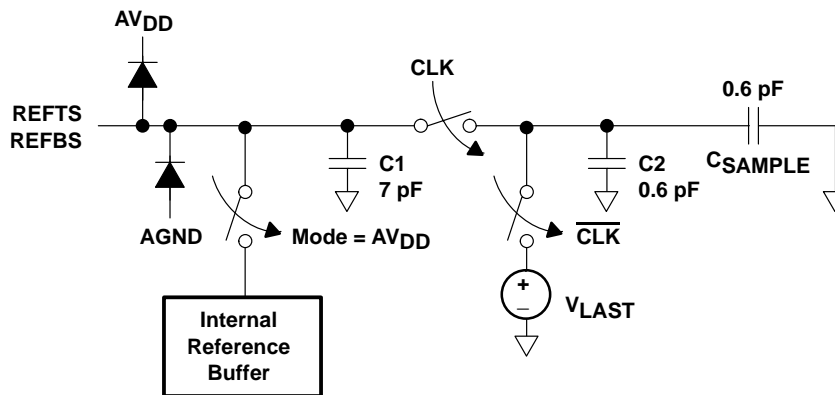 AVDD
CLK
0.6 pF
REFTS
REFBS
C1
7 pF
C2
0.6 pF
CSAMPLE
AGND
Mode = AVDD
CLK
+
–
VLAST
Internal
Reference
Buffer